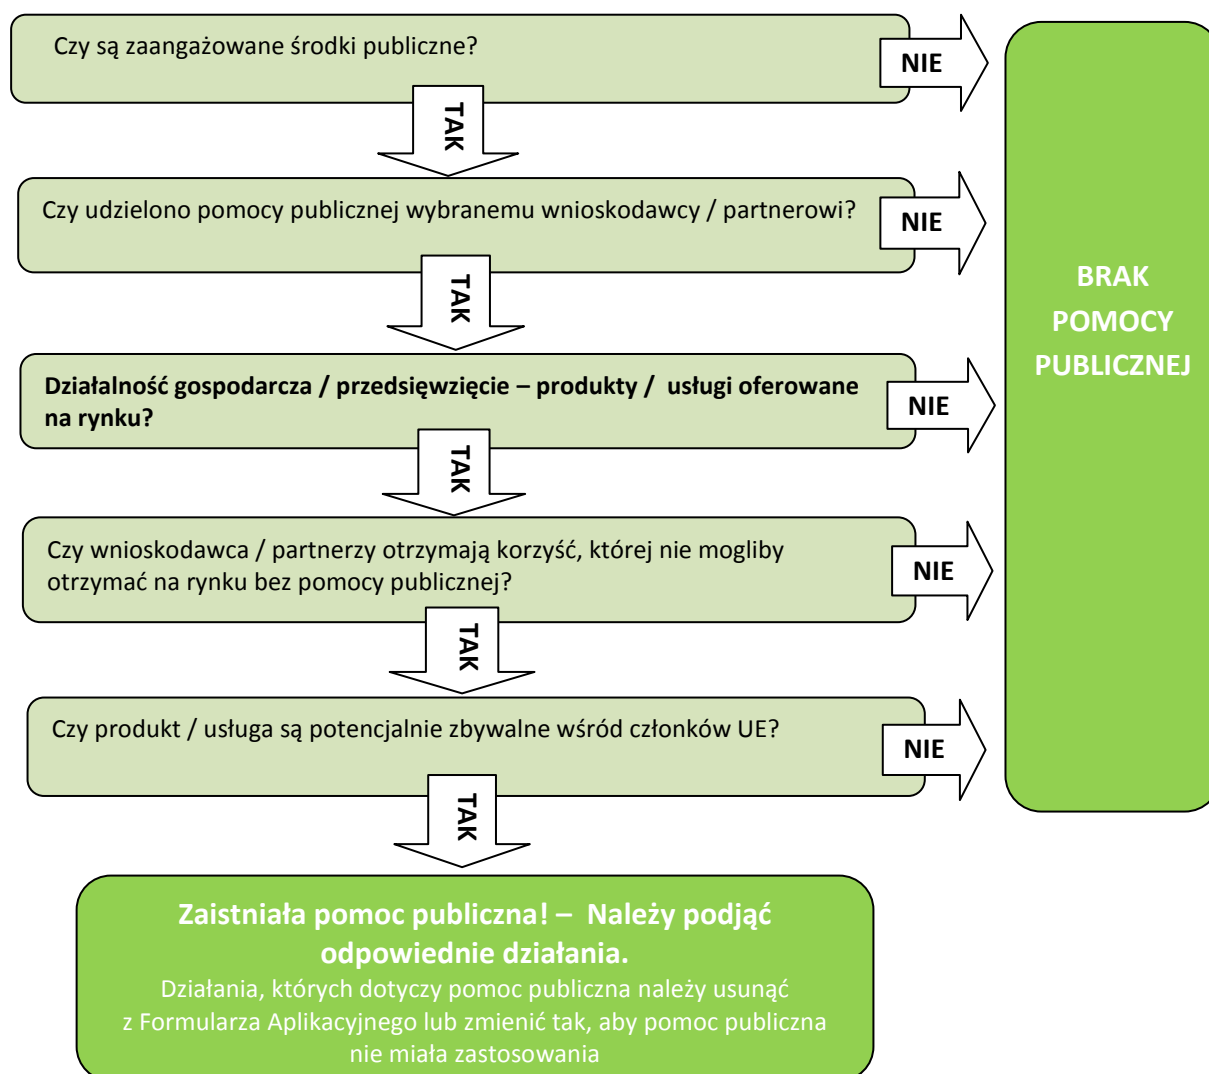 Czy są zaangażowane środki publiczne?
NIE
TAK
Czy udzielono pomocy publicznej wybranemu wnioskodawcy / partnerowi?
NIE
TAK
Działalność gospodarcza / przedsięwzięcie – produkty / usługi oferowane
na rynku?
NIE
TAK
Czy wnioskodawca / partnerzy otrzymają korzyść, której nie mogliby
otrzymać na rynku bez pomocy publicznej?
NIE
TAK
Czy produkt / usługa są potencjalnie zbywalne wśród członków UE?
NIE
TAK
BRAK
POMOCY
PUBLICZNEJ
Zaistniała pomoc publiczna! – Należy podjąć
odpowiednie działania.
Działania, których dotyczy pomoc publiczna należy usunąć
z Formularza Aplikacyjnego lub zmienić tak, aby pomoc publiczna
nie miała zastosowania